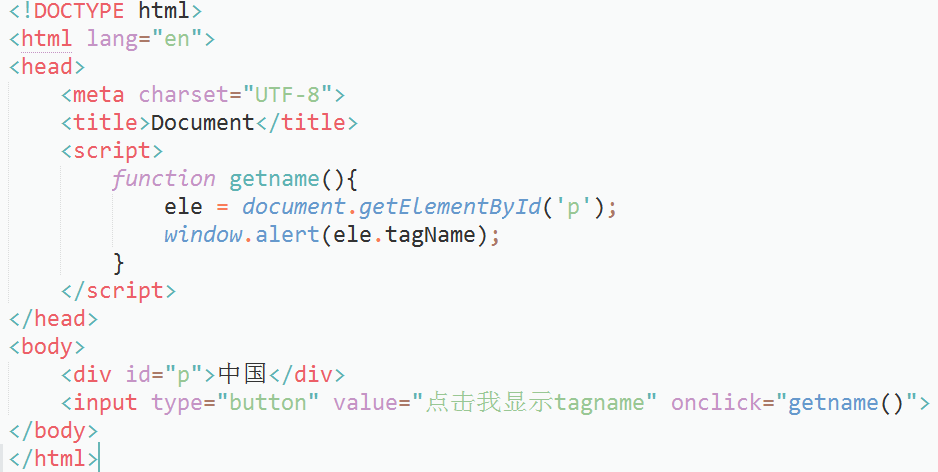 <!DOCTYPE html>
<html lang="en">
<head>
    <meta charset="UTF-8">
    <title>Document</title>
    <script>
        function getname(){
            ele = document.getElementById('p');
            window.alert(ele.tagName);
        }
    </script>
</head>
<body>
    <div id="p">中国</div>
    <input type="button" value="点击我显示tagname" onclick="getname()">
</body>
</html>